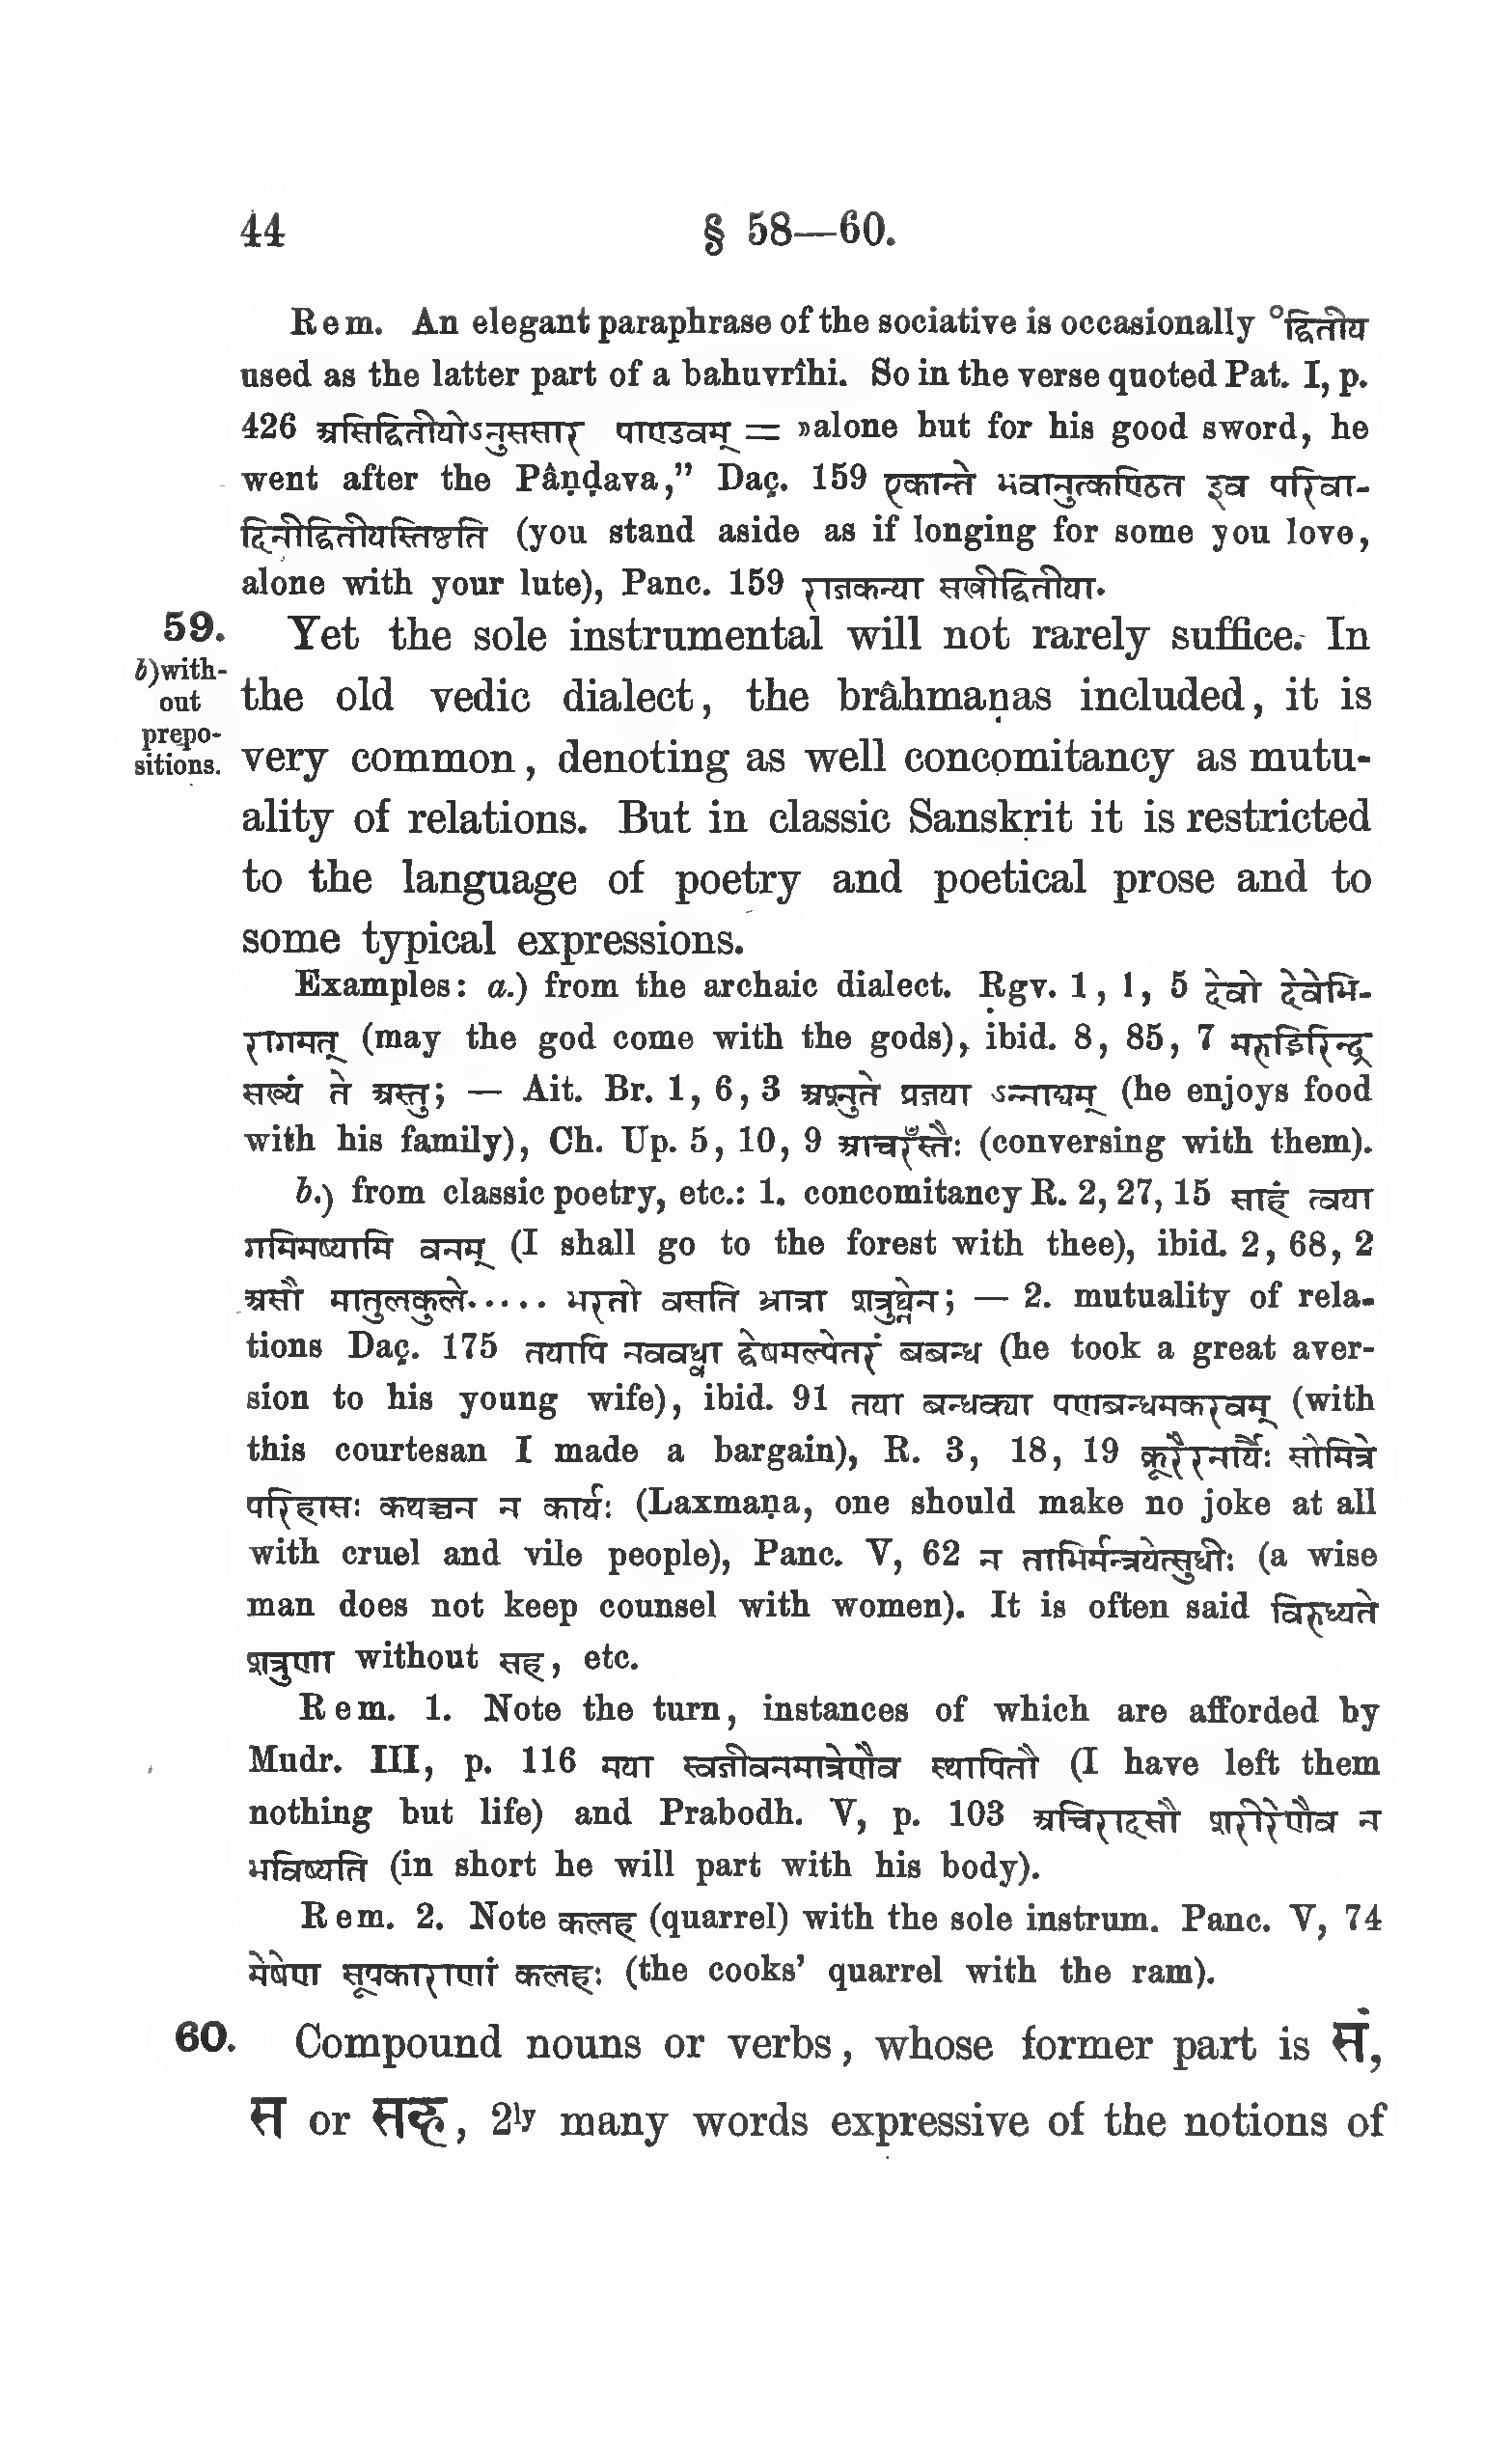 44 § 58—60.
Rem. An elegant paraphrase of the sociative is occasionally °द्वितीय
used as the latter part of a bahuvrîhi. So in the verse quoted Pat. I, p.
426 असिद्वितीयोऽनुससार पाण्डवम् = »alone but for his good sword, he
went after the Pâṇḍava,” Daç. 159 एकान्ते भवानुत्कण्ठित इव परिवा-
दिनीद्वितीयस्तिष्ठति (you stand aside as if longing for some you love,
alone with your lute), Panc. 159 राजकन्या सखीद्वितीया.
59. Yet the sole instrumental will not rarely suffice. In
b) with-
out
prepo-
sitions.
the old vedic dialect, the brâhmaṇas included, it is
very common, denoting as well concomitancy as mutu-
ality of relations. But in classic Sanskrit it is restricted
to the language of poetry and poetical prose and to
some typical expressions.
Examples: a.) from the archaic dialect. Ṛgv. 1, 1, 5 देवो देवेभि-
रागमत् (may the god come with the gods), ibid. 8, 85, 7 मरुद्भिरिन्द्र
सख्यं ते अस्तु; — Ait. Br. 1, 6, 3 अश्नुते प्रजया ऽन्नाद्यम् (he enjoys food
with his family), Ch. Up. 5, 10, 9 आचरँस्तैः (conversing with them).
b.) from classic poetry, etc.: 1. concomitancy R. 2, 27, 15 साहं त्वया
गमिमष्यामि वनम् (I shall go to the forest with thee), ibid. 2, 68, 2
असौ मातुलकुले..... भरतो वसति भ्रात्रा शत्रुघ्नेन; — 2. mutuality of rela-
tions Daç. 175 तयापि नववध्वा द्वेषमल्पेतरं बबन्ध (he took a great aver-
sion to his young wife), ibid. 91 तया बन्धक्या पणबन्धमकरवम् (with
this courtesan I made a bargain), R. 3, 18, 19 क्रूरैरनार्यैः सौमित्रे
परिहासः कथञ्चन न कार्यः (Laxmaṇa, one should make no joke at all
with cruel and vile people), Panc. V, 62 न ताभिर्मन्त्रयेत्सुधीः (a wise
man does not keep counsel with women). It is often said विरुध्यते
शत्रुणा without सह, etc.
Rem. 1. Note the turn, instances of which are afforded by
Mudr. III, p. 116 मया स्वजीवनमात्रेणैव स्थापितौ (I have left them
nothing but life) and Prabodh. V, p. 103 अचिरादसौ शरीरेणैव न
भविष्यति (in short he will part with his body).
Rem. 2. Note कलह (quarrel) with the sole instrum. Panc. V, 74
मेषेण सूपकाराणां कलहः (the cooks’ quarrel with the ram).
60. Compound nouns or verbs, whose former part is सं,
स or सह, 2ly many words expressive of the notions of